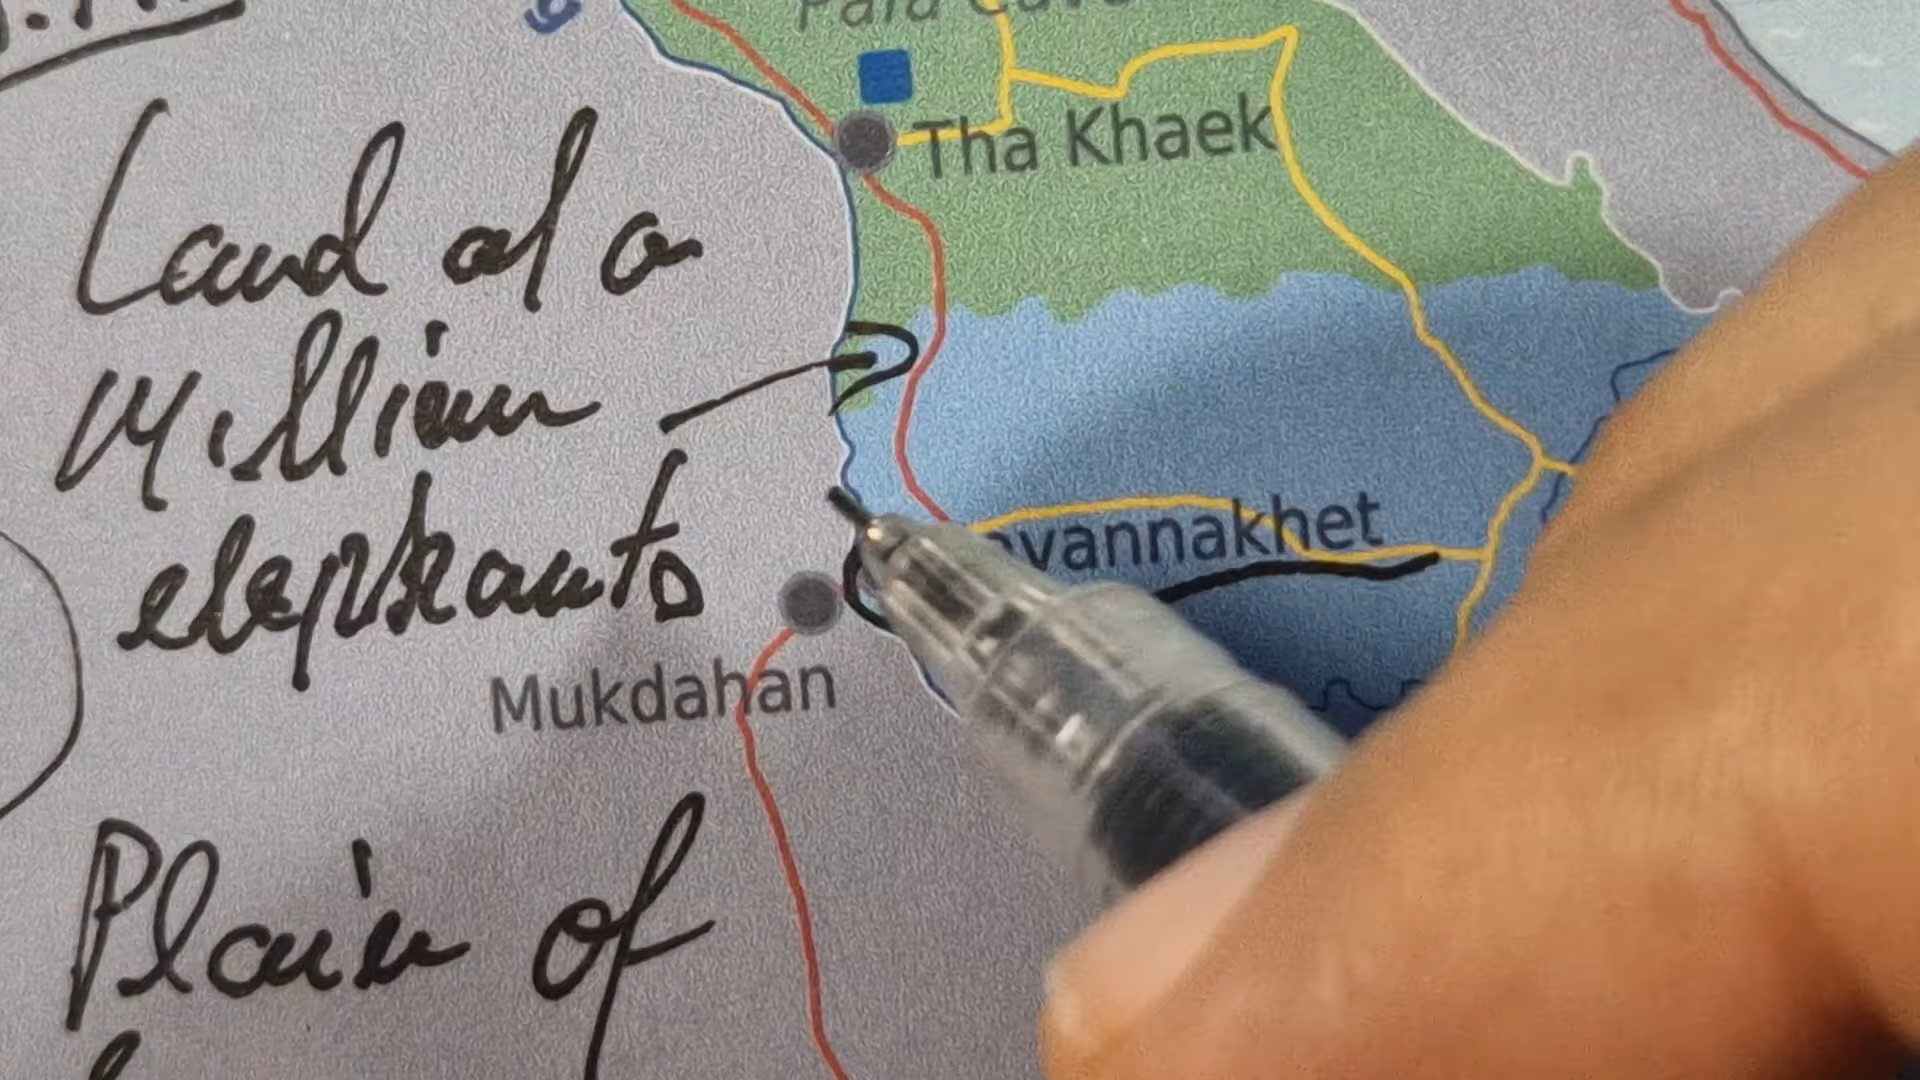 Tha Khaek
Land of a
Million
elephants
vannakhet
Mukdahan
Plain of